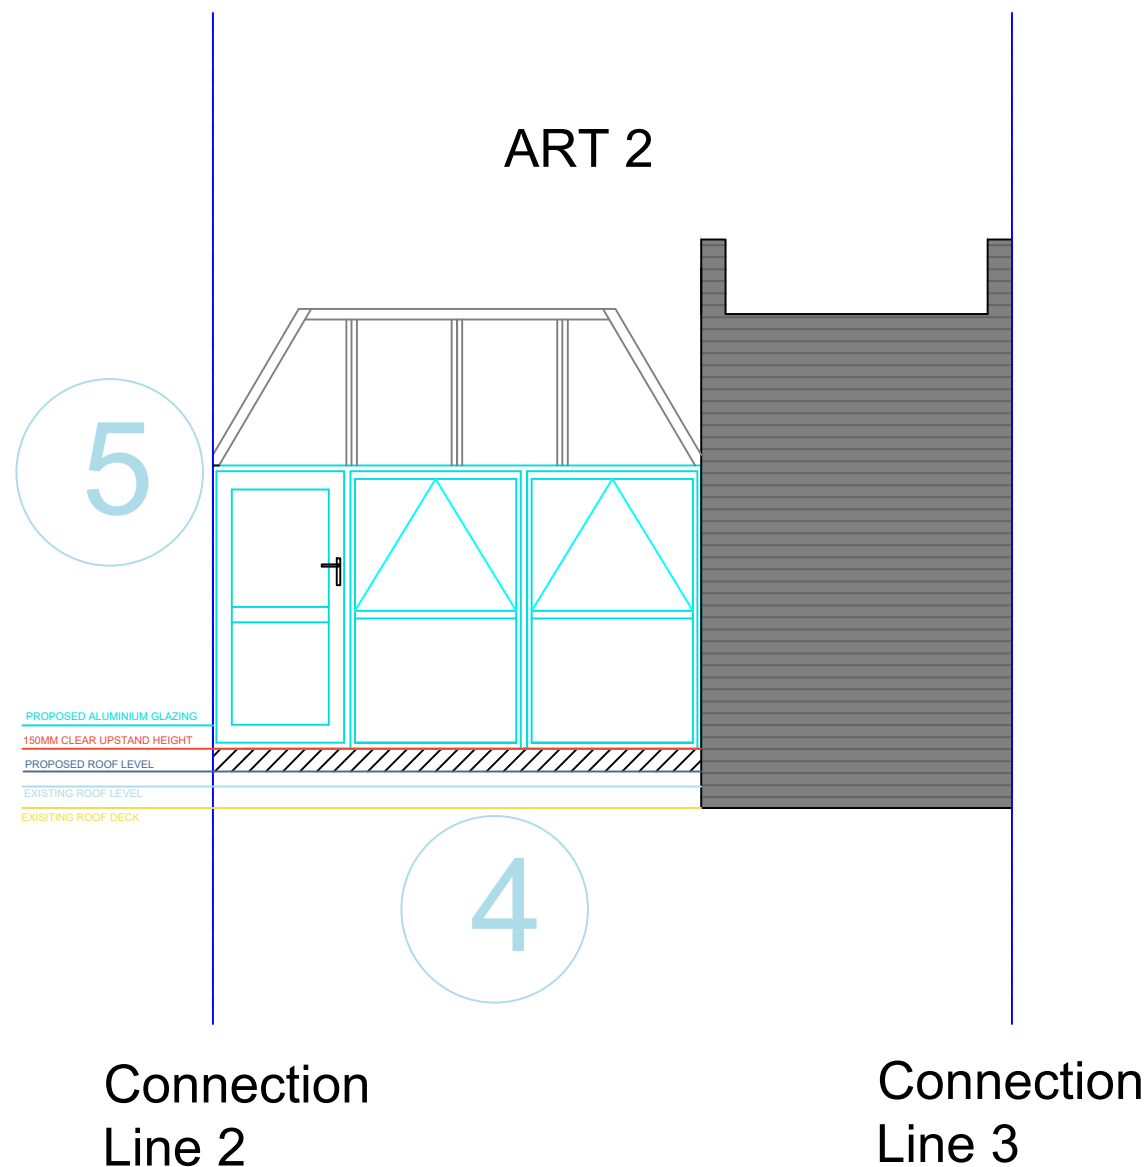 ART 2
5
PROPOSED ALUMINIUM GLAZING
150MM CLEAR UPSTAND HEIGHT
PROPOSED ROOF LEVEL
EXISTING ROOF LEVEL
EXISITING ROOF DECK
4
Connection
Line 2
Connection
Line 3